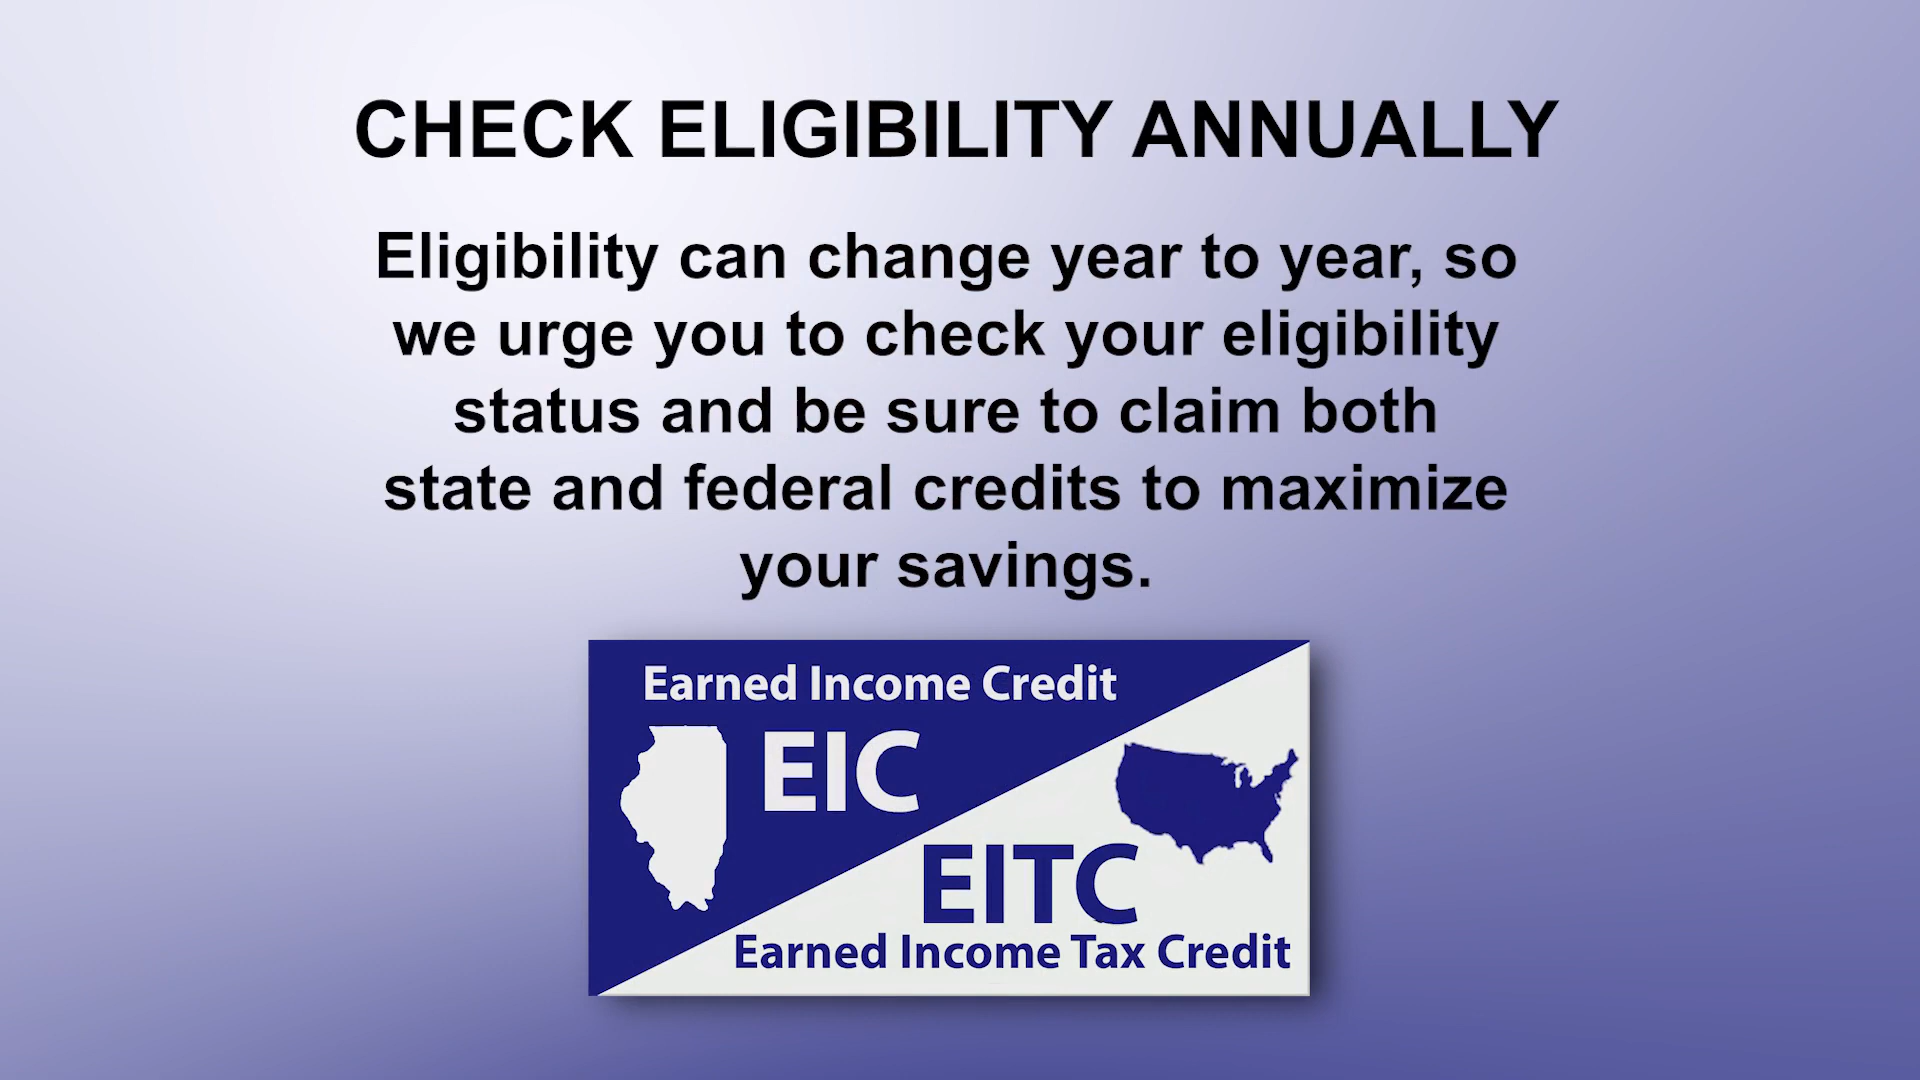 CHECK ELIGIBILITY ANNUALLY
Eligibility can change year to year, so
we urge you to check your eligibility
status and be sure to claim both
state and federal credits to maximize
your savings.
Earned Income Credit
EIC
EITC
Earned Income Tax Credit